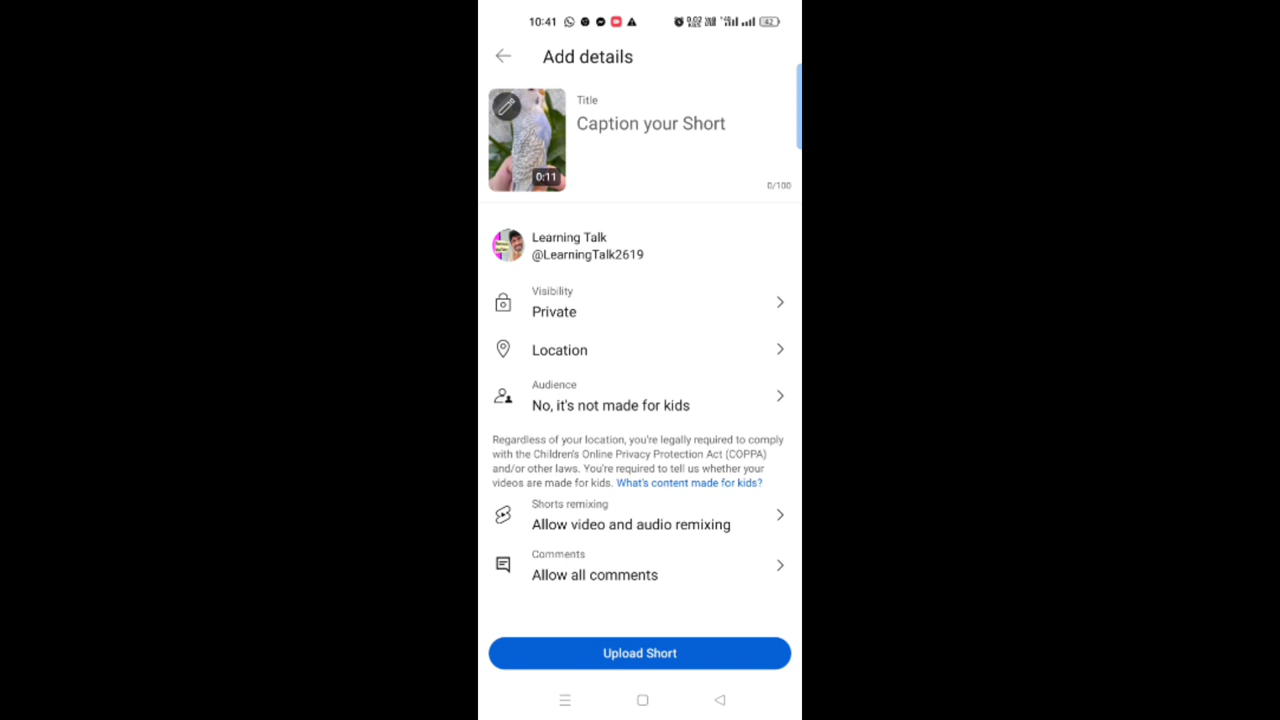 10:41
42
Add details
Title
Caption your Short
0:11
0/100
Learning Talk
@LearningTalk2619
Visibility
Private
Location
Audience
No, it's not made for kids
Regardless of your location, you're legally required to comply
with the Children's Online Privacy Protection Act (COPPA)
and/or other laws. You're required to tell us whether your
videos are made for kids. What's content made for kids?
Shorts remixing
Allow video and audio remixing
Comments
Allow all comments
Upload Short